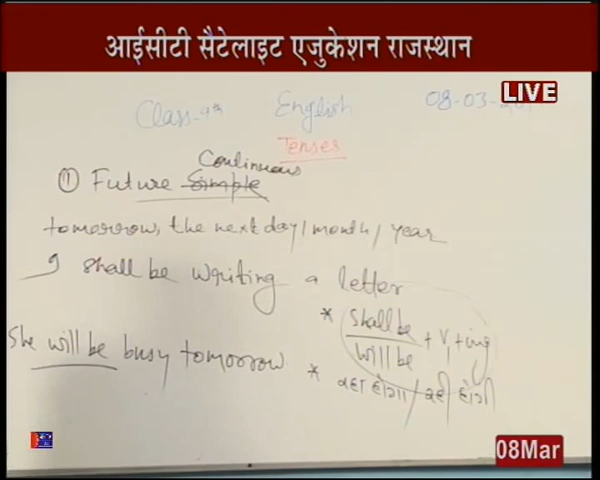 आईसीटी सैटेलाइट एजुकेशन राजस्थान
LIVE
Class-9th English 08-03-20
Tenses
Continuous
① Future Simple
tomorrow, the next day / month / year
I shall be writing a letter
* shall be / will be + V1 + ing
She will be busy tomorrow
* रहा होगा / रही होगी
08Mar